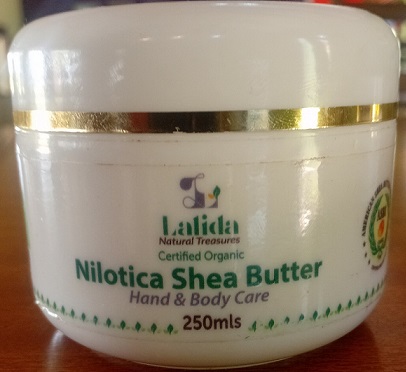 Lalida
Natural Treasures
Certified Organic
Nilotica Shea Butter
Hand & Body Care
250mls